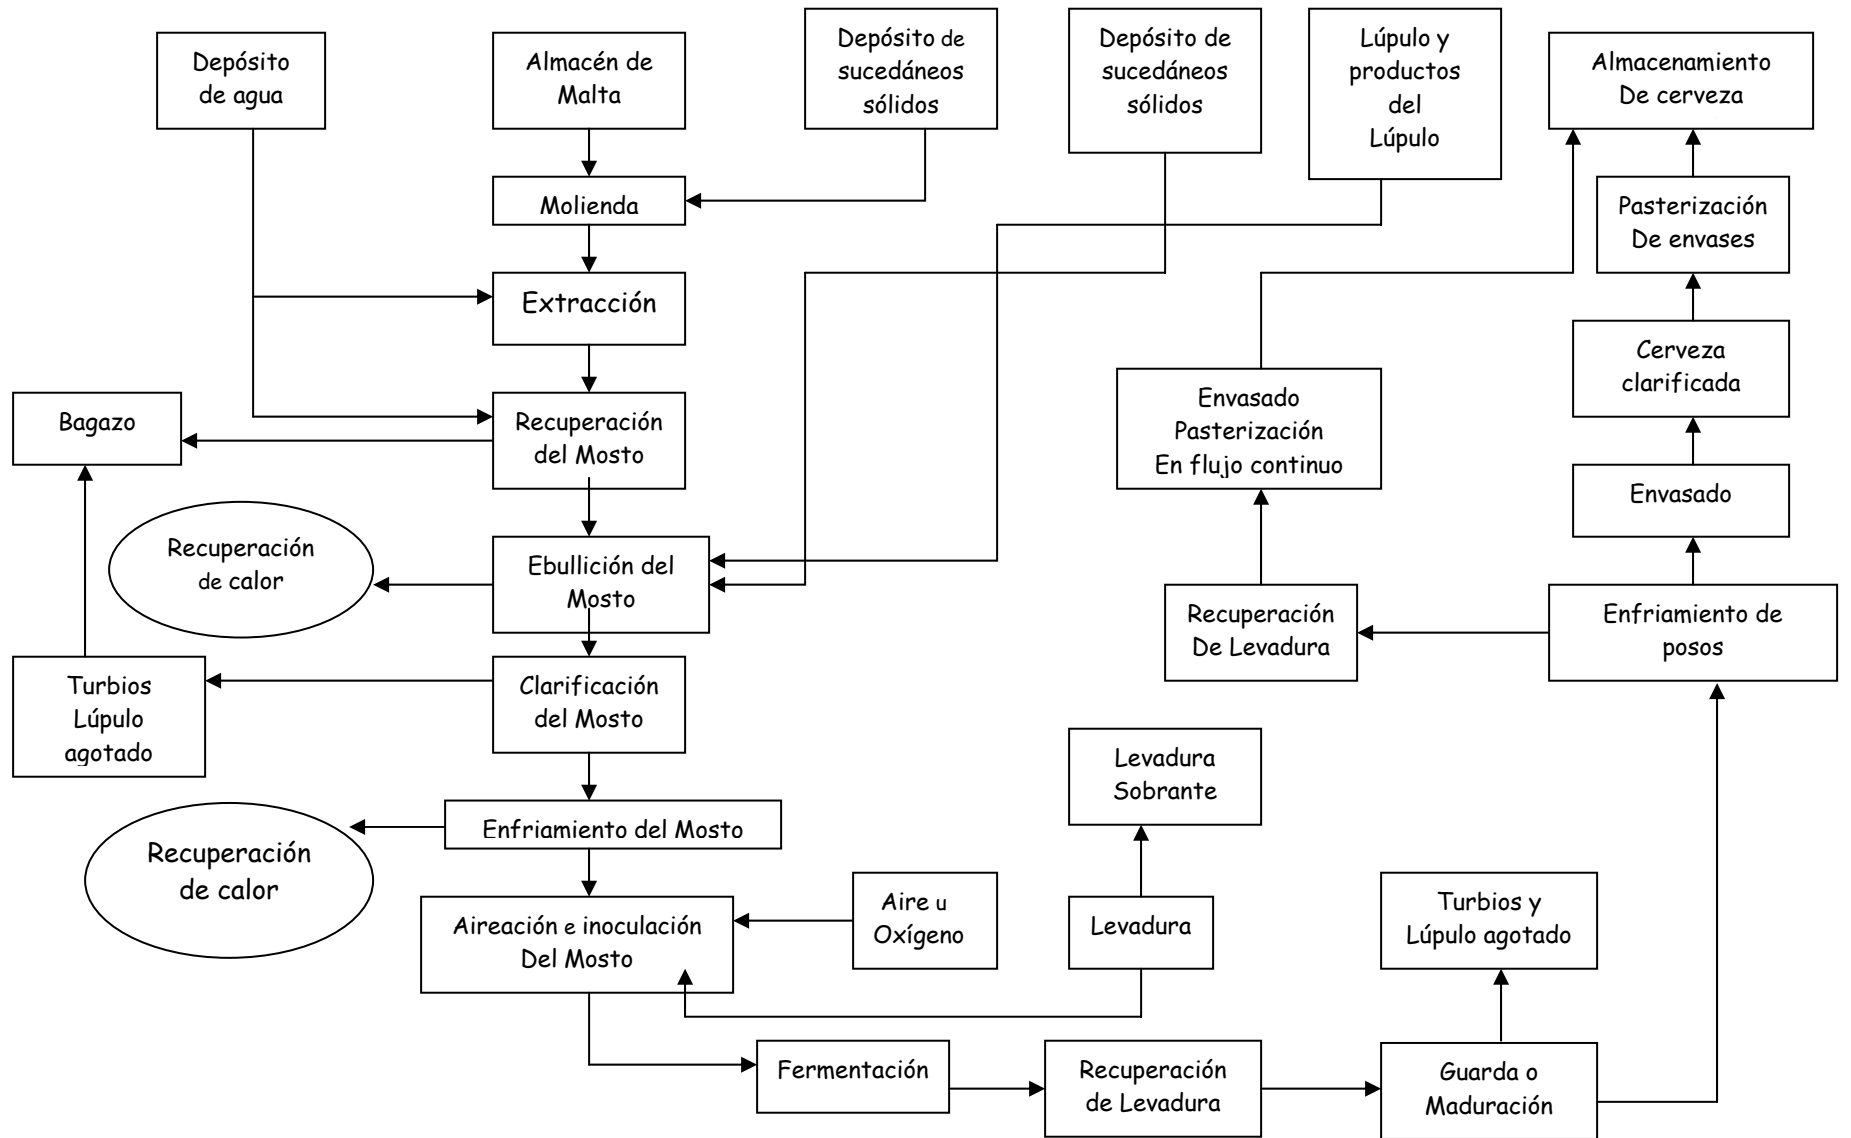 Depósito
de agua
Almacén de
Malta
Depósito de
sucedáneos
sólidos
Depósito de
sucedáneos
sólidos
Lúpulo y
productos
del
Lúpulo
Almacenamiento
De cerveza
Molienda
Pasterización
De envases
Extracción
Cerveza
clarificada
Bagazo
Recuperación
del Mosto
Envasado
Pasterización
En flujo continuo
Envasado
Recuperación
de calor
Ebullición del
Mosto
Recuperación
De Levadura
Enfriamiento de
posos
Turbios
Lúpulo
agotado
Clarificación
del Mosto
Levadura
Sobrante
Enfriamiento del Mosto
Recuperación
de calor
Aireación e inoculación
Del Mosto
Aire u
Oxígeno
Levadura
Turbios y
Lúpulo agotado
Fermentación
Recuperación
de Levadura
Guarda o
Maduración